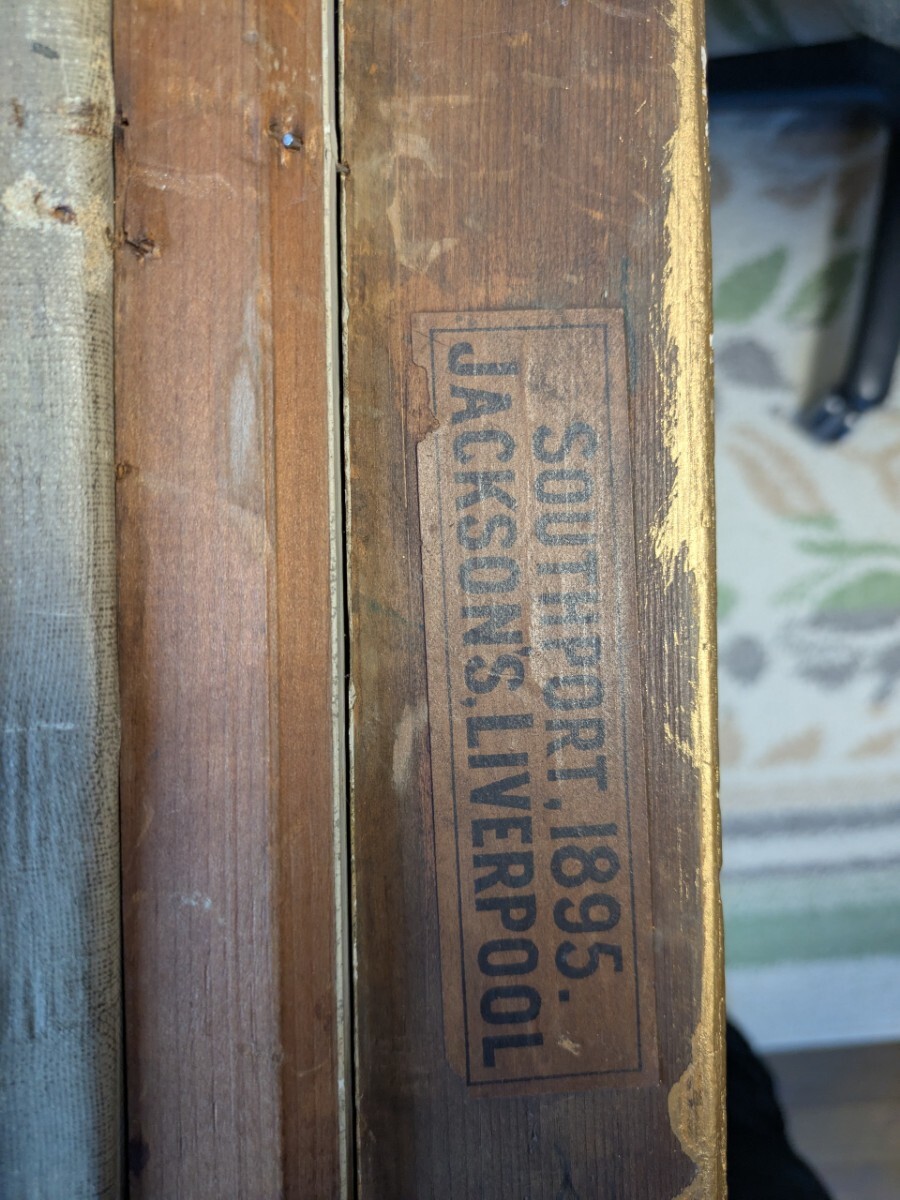 SOUTHPORT, 1895.
JACKSON'S, LIVERPOOL